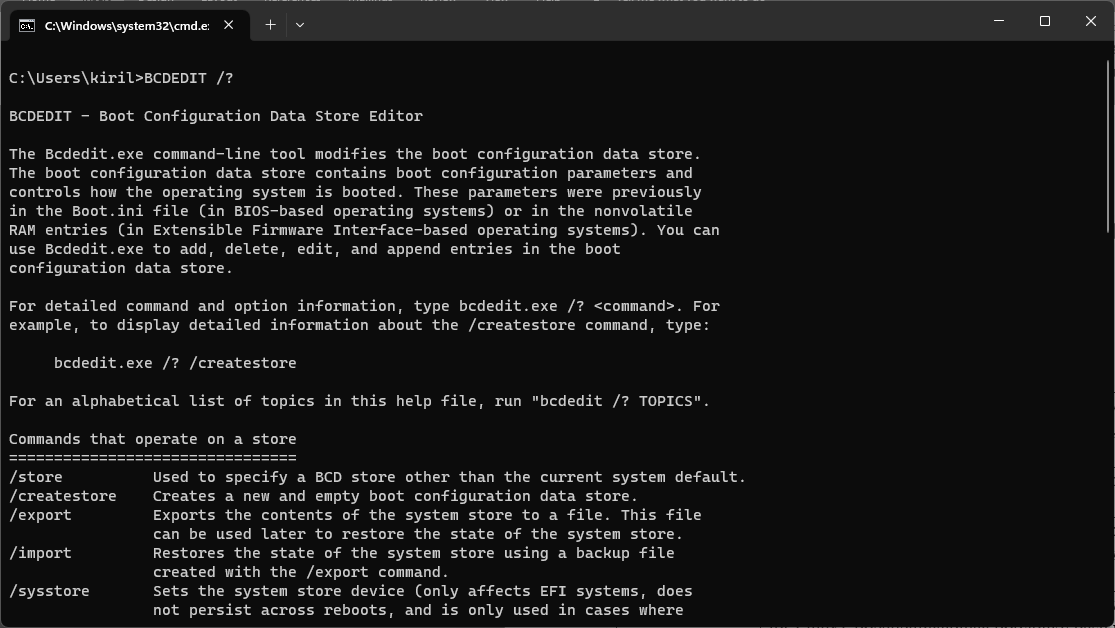 C:\Windows\system32\cmd.e
C:\Users\kiril>BCDEDIT /?
BCDEDIT - Boot Configuration Data Store Editor
The Bcdedit.exe command-line tool modifies the boot configuration data store.
The boot configuration data store contains boot configuration parameters and
controls how the operating system is booted. These parameters were previously
in the Boot.ini file (in BIOS-based operating systems) or in the nonvolatile
RAM entries (in Extensible Firmware Interface-based operating systems). You can
use Bcdedit.exe to add, delete, edit, and append entries in the boot
configuration data store.
For detailed command and option information, type bcdedit.exe /? <command>. For
example, to display detailed information about the /createstore command, type:
bcdedit.exe /? /createstore
For an alphabetical list of topics in this help file, run "bcdedit /? TOPICS".
Commands that operate on a store
================================
/store Used to specify a BCD store other than the current system default.
/createstore Creates a new and empty boot configuration data store.
/export Exports the contents of the system store to a file. This file
can be used later to restore the state of the system store.
/import Restores the state of the system store using a backup file
created with the /export command.
/sysstore Sets the system store device (only affects EFI systems, does
not persist across reboots, and is only used in cases where